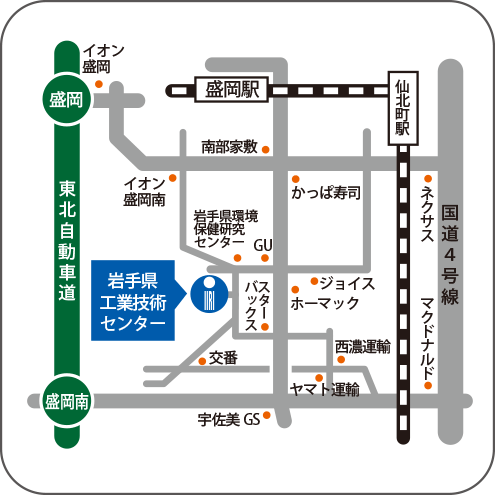 イオン
盛岡
盛岡
盛岡駅
仙北町駅
南部家敷
イオン
盛岡南
かっぱ寿司
ネクサス
東北自動車道
国道4号線
岩手県環境
保健研究
センター
GU
岩手県
工業技術
センター
スター
バックス
ジョイス
ホーマック
マクドナルド
西濃運輸
交番
ヤマト運輸
盛岡南
宇佐美 GS